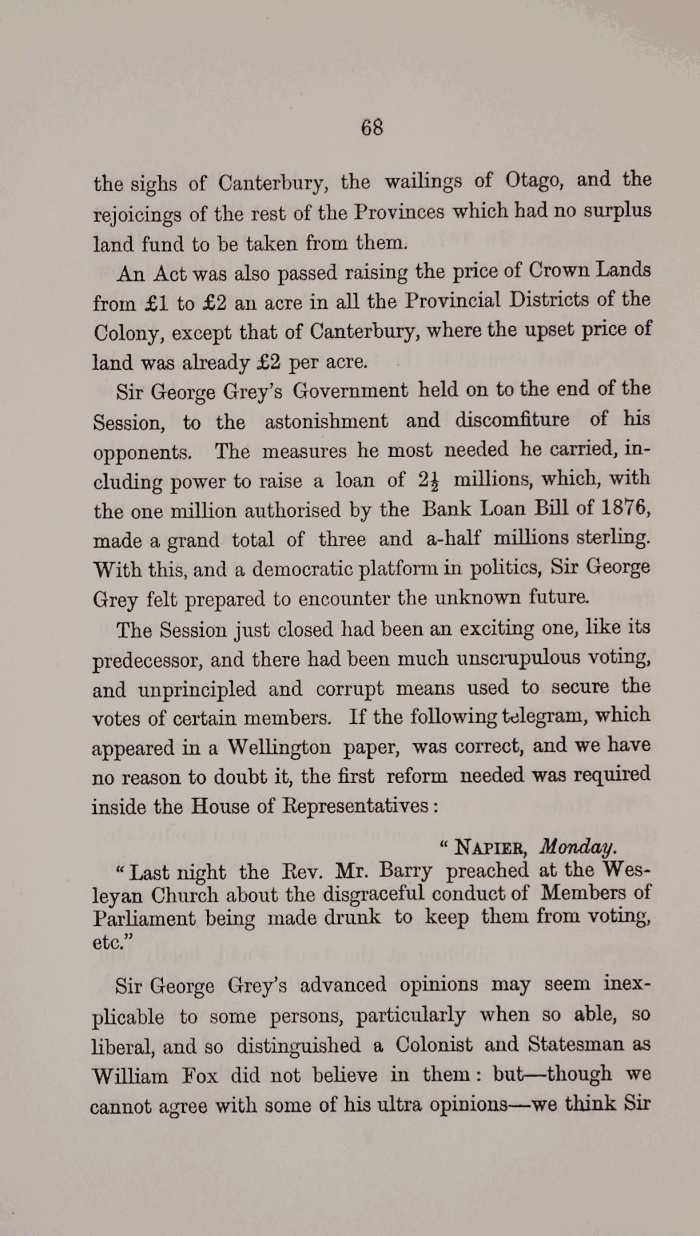 68
the sighs of Canterbury, the wailings of Otago, and the
rejoicings of the rest of the Provinces which had no surplus
land fund to be taken from them.
An Act was also passed raising the price of Crown Lands
from £1 to £2 an acre in all the Provincial Districts of the
Colony, except that of Canterbury, where the upset price of
land was already £2 per acre.
Sir George Grey's Government held on to the end of the
Session, to the astonishment and discomfiture of his
opponents. The measures he most needed he carried, in-
cluding power to raise a loan of 2½ millions, which, with
the one million authorised by the Bank Loan Bill of 1876,
made a grand total of three and a-half millions sterling.
With this, and a democratic platform in politics, Sir George
Grey felt prepared to encounter the unknown future.
The Session just closed had been an exciting one, like its
predecessor, and there had been much unscrupulous voting,
and unprincipled and corrupt means used to secure the
votes of certain members. If the following telegram, which
appeared in a Wellington paper, was correct, and we have
no reason to doubt it, the first reform needed was required
inside the House of Representatives:
“ NAPIER, Monday.
“ Last night the Rev. Mr. Barry preached at the Wes-
leyan Church about the disgraceful conduct of Members of
Parliament being made drunk to keep them from voting,
etc.”
Sir George Grey's advanced opinions may seem inex-
plicable to some persons, particularly when so able, so
liberal, and so distinguished a Colonist and Statesman as
William Fox did not believe in them: but—though we
cannot agree with some of his ultra opinions—we think Sir